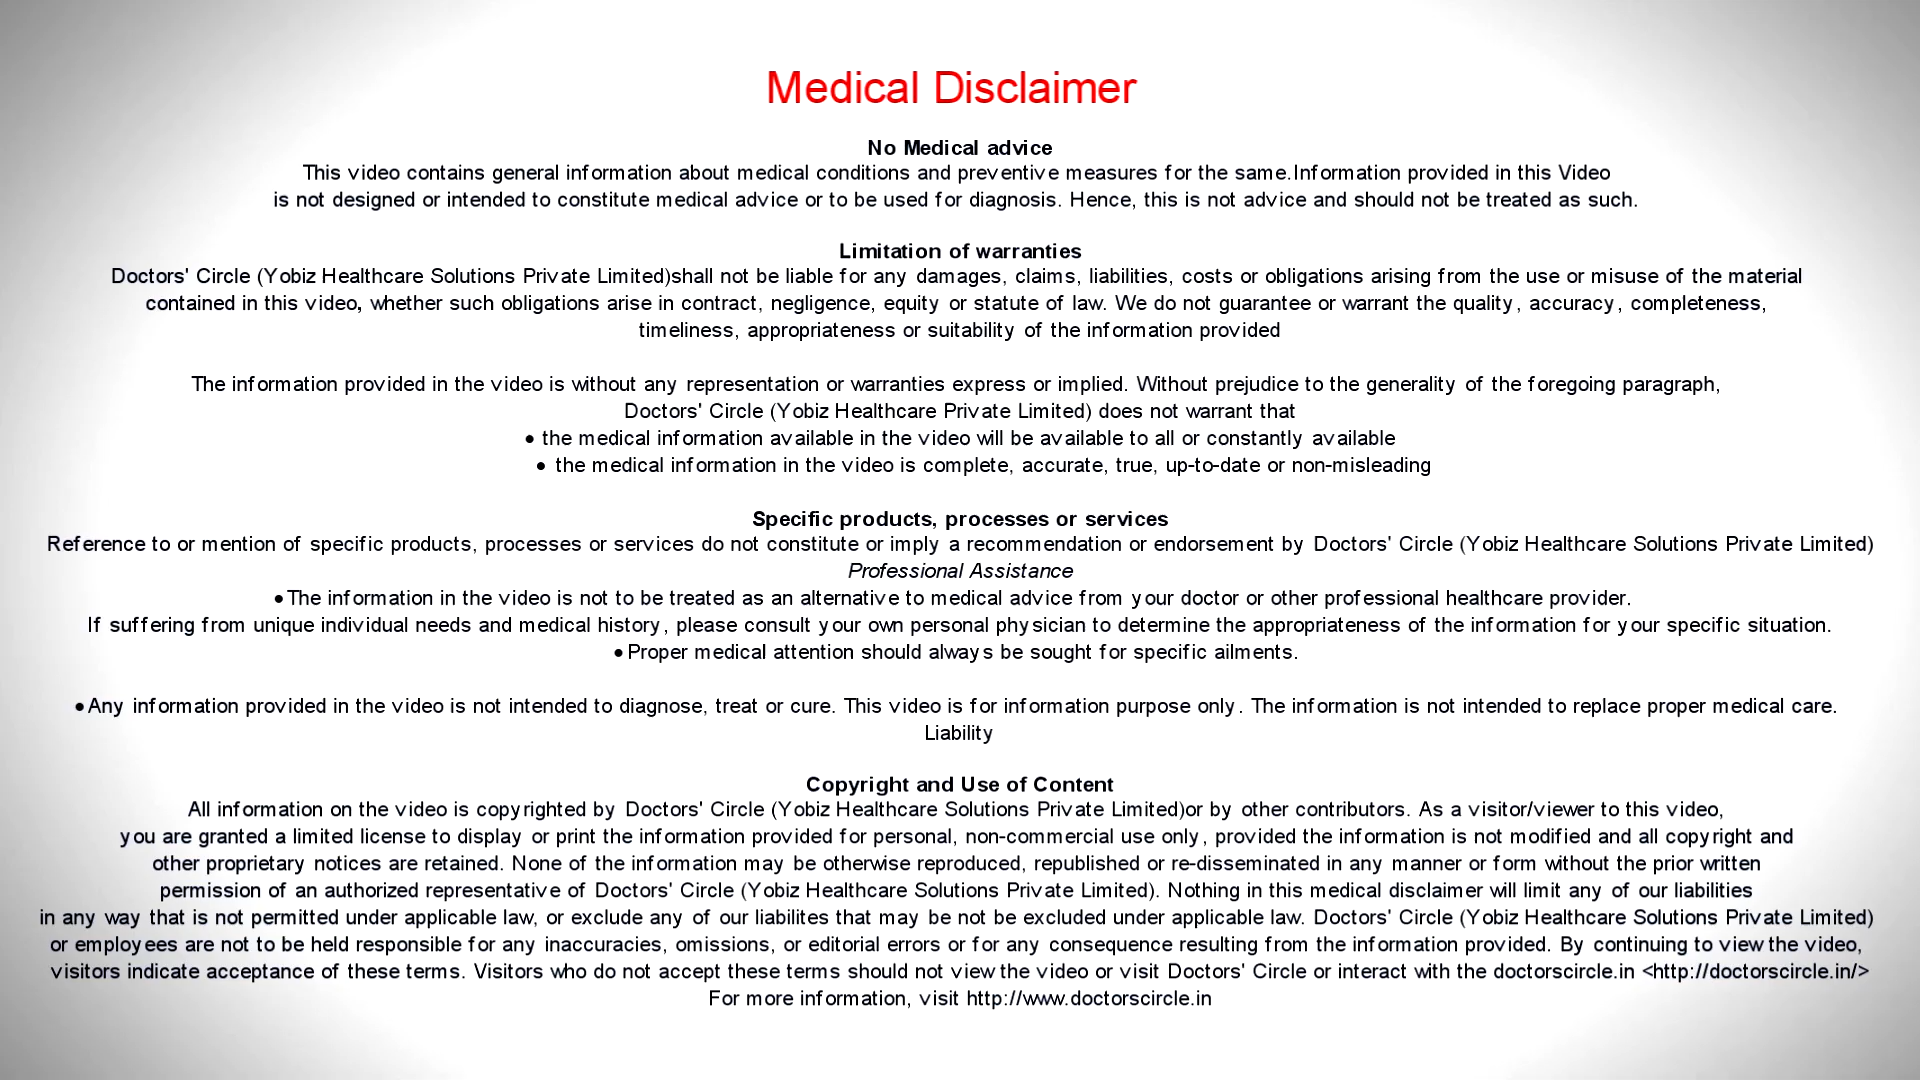 Medical Disclaimer
No Medical advice
This video contains general information about medical conditions and preventive measures for the same.Information provided in this Video
is not designed or intended to constitute medical advice or to be used for diagnosis. Hence, this is not advice and should not be treated as such.
Limitation of warranties
Doctors' Circle (Yobiz Healthcare Solutions Private Limited)shall not be liable for any damages, claims, liabilities, costs or obligations arising from the use or misuse of the material
contained in this video, whether such obligations arise in contract, negligence, equity or statute of law. We do not guarantee or warrant the quality, accuracy, completeness,
timeliness, appropriateness or suitability of the information provided
The information provided in the video is without any representation or warranties express or implied. Without prejudice to the generality of the foregoing paragraph,
Doctors' Circle (Yobiz Healthcare Private Limited) does not warrant that
• the medical information available in the video will be available to all or constantly available
• the medical information in the video is complete, accurate, true, up-to-date or non-misleading
Specific products, processes or services
Reference to or mention of specific products, processes or services do not constitute or imply a recommendation or endorsement by Doctors' Circle (Yobiz Healthcare Solutions Private Limited)
Professional Assistance
•The information in the video is not to be treated as an alternative to medical advice from your doctor or other professional healthcare provider.
If suffering from unique individual needs and medical history, please consult your own personal physician to determine the appropriateness of the information for your specific situation.
•Proper medical attention should always be sought for specific ailments.
•Any information provided in the video is not intended to diagnose, treat or cure. This video is for information purpose only. The information is not intended to replace proper medical care.
Liability
Copyright and Use of Content
All information on the video is copyrighted by Doctors' Circle (Yobiz Healthcare Solutions Private Limited)or by other contributors. As a visitor/viewer to this video,
you are granted a limited license to display or print the information provided for personal, non-commercial use only, provided the information is not modified and all copyright and
other proprietary notices are retained. None of the information may be otherwise reproduced, republished or re-disseminated in any manner or form without the prior written
permission of an authorized representative of Doctors' Circle (Yobiz Healthcare Solutions Private Limited). Nothing in this medical disclaimer will limit any of our liabilities
in any way that is not permitted under applicable law, or exclude any of our liabilites that may be not be excluded under applicable law. Doctors' Circle (Yobiz Healthcare Solutions Private Limited)
or employees are not to be held responsible for any inaccuracies, omissions, or editorial errors or for any consequence resulting from the information provided. By continuing to view the video,
visitors indicate acceptance of these terms. Visitors who do not accept these terms should not view the video or visit Doctors' Circle or interact with the doctorscircle.in <http://doctorscircle.in/>
For more information, visit http://www.doctorscircle.in